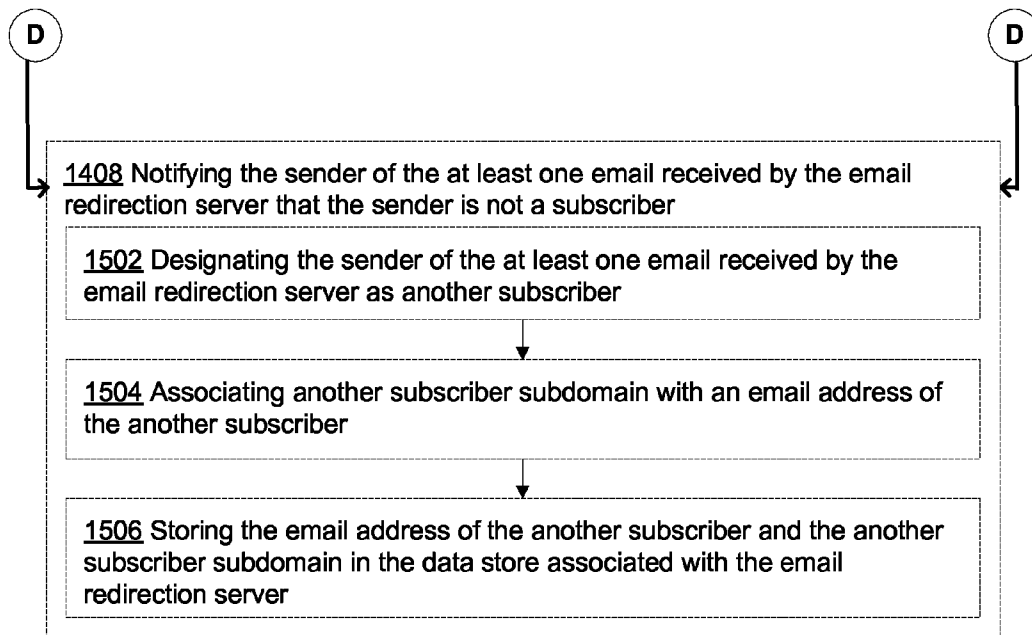 D D
1408 Notifying the sender of the at least one email received by the email
redirection server that the sender is not a subscriber
1502 Designating the sender of the at least one email received by the
email redirection server as another subscriber
1504 Associating another subscriber subdomain with an email address of
the another subscriber
1506 Storing the email address of the another subscriber and the another
subscriber subdomain in the data store associated with the email
redirection server